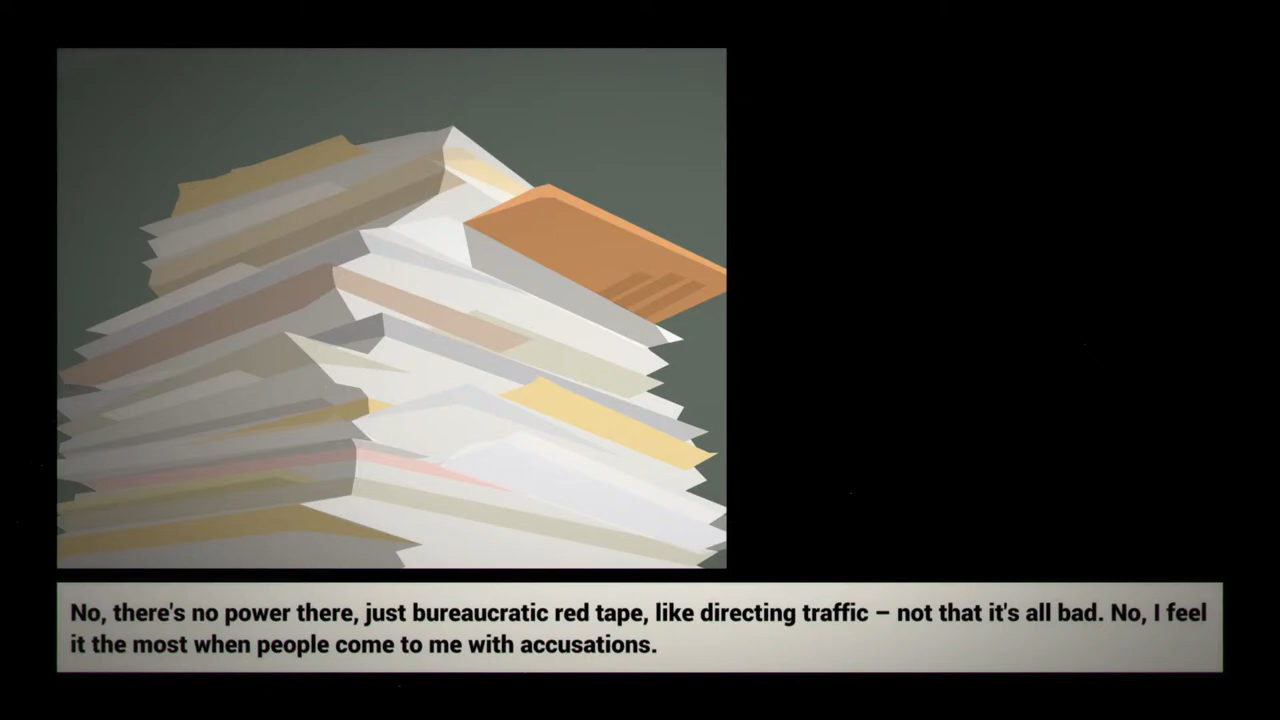 No, there's no power there, just bureaucratic red tape, like directing traffic – not that it's all bad. No, I feel
it the most when people come to me with accusations.